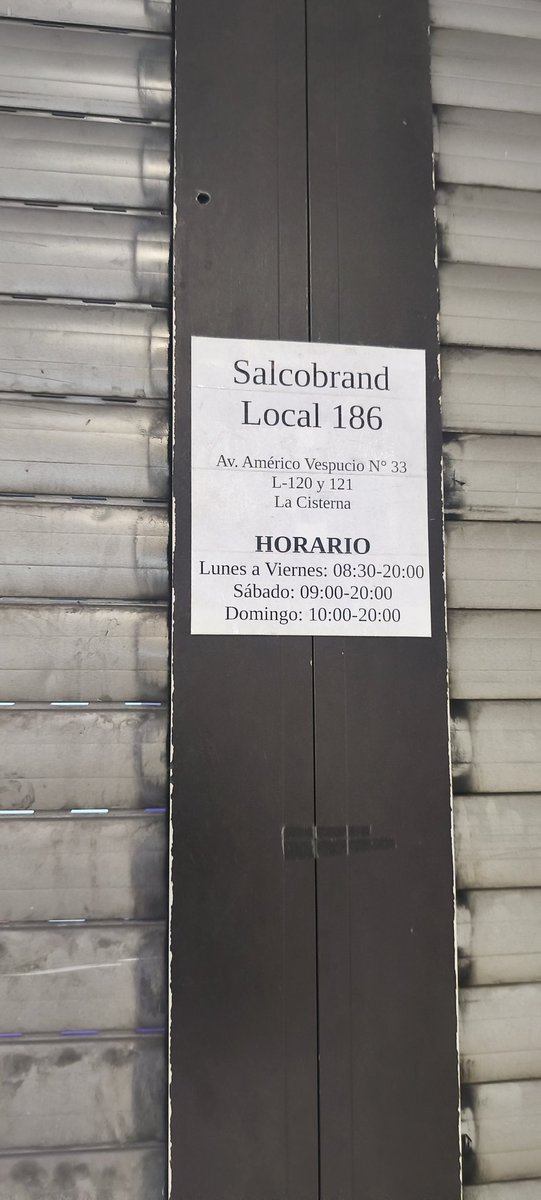 Salcobrand
Local 186
Av. Américo Vespucio N° 33
L-120 y 121
La Cisterna
HORARIO
Lunes a Viernes: 08:30-20:00
Sábado: 09:00-20:00
Domingo: 10:00-20:00